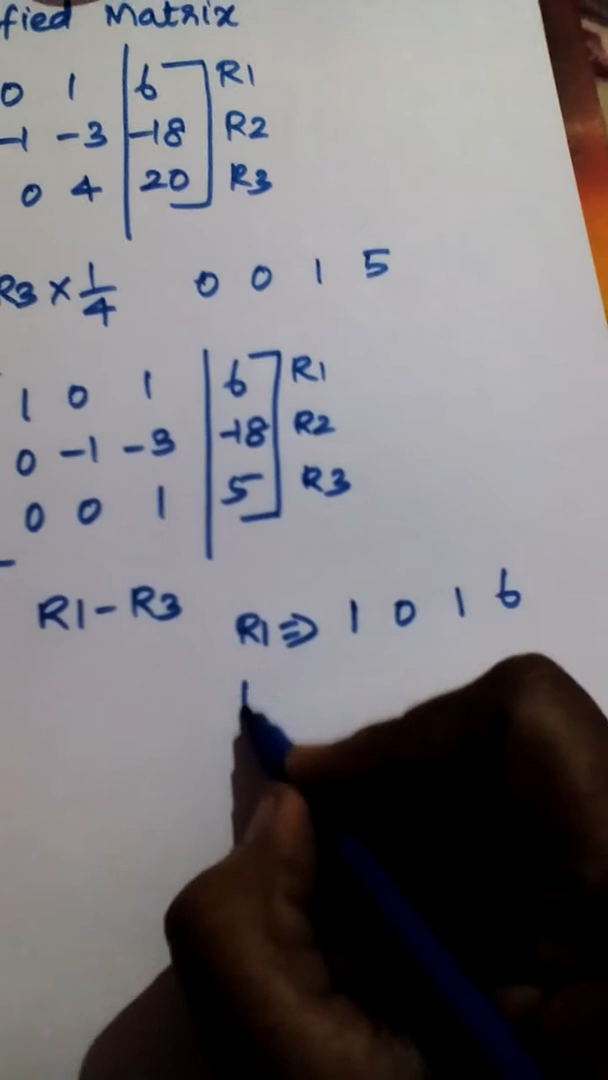 fied Matrix
0 1 6 R1
-1 -3 -18 R2
0 4 20 R3
R3 × 1/4 0 0 1 5
1 0 1 6 R1
0 -1 -3 -18 R2
0 0 1 5 R3
R1-R3 R1⇒ 1 0 1 6